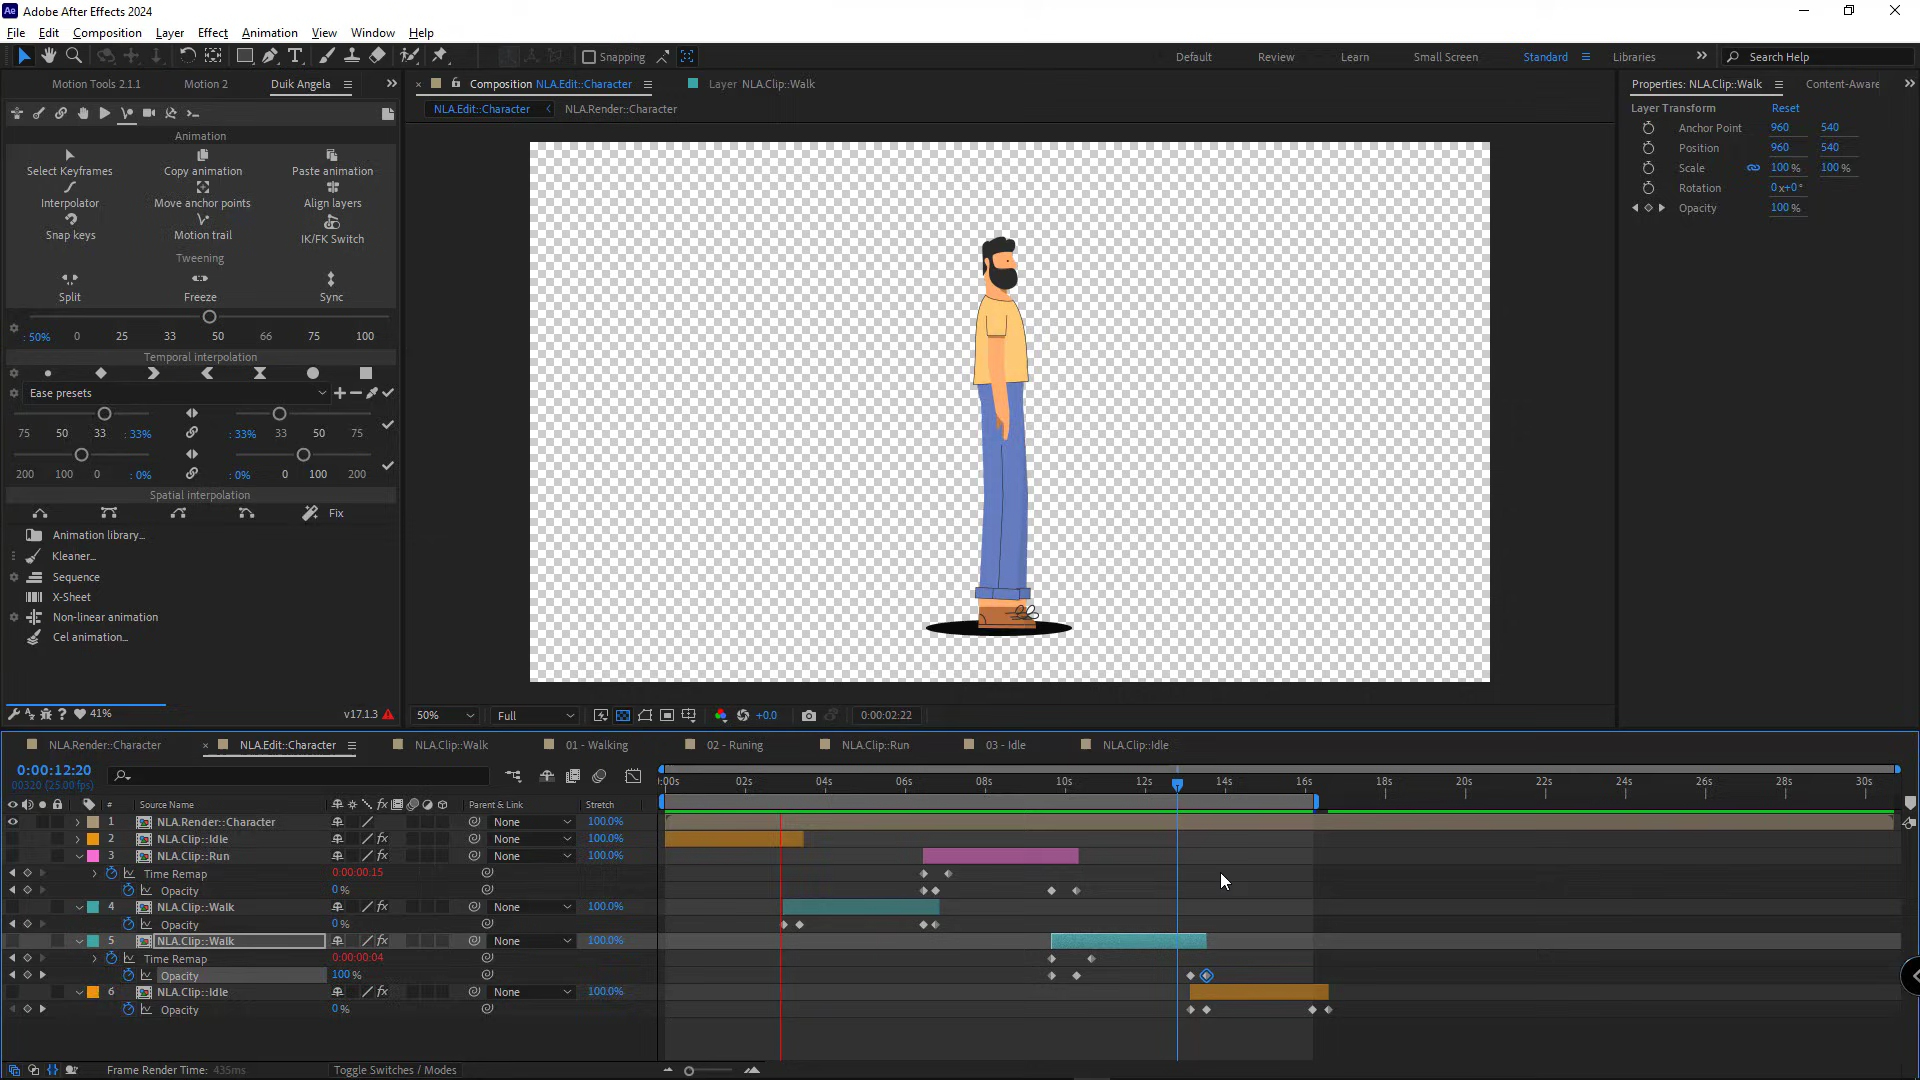 Ae Adobe After Effects 2024
File Edit Composition Layer Effect Animation View Window Help
Snapping Default Review Learn Small Screen Standard Libraries Search Help
Motion Tools 2.1.1 Motion 2 Duik Angela
Composition NLA.Edit::Character Layer NLA.Clip::Walk
NLA.Edit::Character NLA.Render::Character
Properties: NLA.Clip::Walk Content-Aware
Layer Transform Reset
Anchor Point 960 540
Position 960 540
Scale 100 % 100 %
Rotation 0x+0°
Opacity 100 %
Animation
Select Keyframes Copy animation Paste animation
Interpolator Move anchor points Align layers
Snap keys Motion trail IK/FK Switch
Tweening
Split Freeze Sync
: 50% 0 25 33 50 66 75 100
Temporal interpolation
Ease presets
75 50 33 : 33% : 33% 33 50 75
200 100 0 : 0% : 0% 0 100 200
Spatial interpolation
Fix
Animation library...
Kleaner...
Sequence
X-Sheet
Non-linear animation
Cel animation...
41% v17.1.3
50% Full +0.0 0:00:02:22
NLA.Render::Character NLA.Edit::Character NLA.Clip::Walk 01 - Walking 02 - Runing NLA.Clip::Run 03 - Idle NLA.Clip::Idle
0:00:12:20
00320 (25.00 fps)
:00s 02s 04s 06s 08s 10s 12s 14s 16s 18s 20s 22s 24s 26s 28s 30s
# Source Name fx Parent & Link Stretch
1 NLA.Render::Character None 100.0%
2 NLA.Clip::Idle fx None 100.0%
3 NLA.Clip::Run fx None 100.0%
Time Remap 0:00:00:15
Opacity 0 %
4 NLA.Clip::Walk fx None 100.0%
Opacity 0 %
5 NLA.Clip::Walk fx None 100.0%
Time Remap 0:00:00:04
Opacity 100 %
6 NLA.Clip::Idle fx None 100.0%
Opacity 0 %
Frame Render Time: 435ms Toggle Switches / Modes